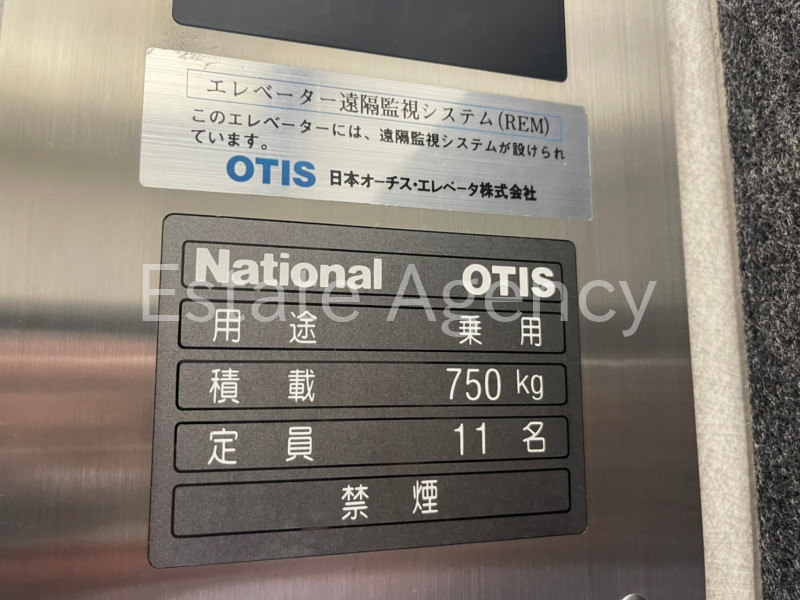 エレベーター遠隔監視システム(REM)
このエレベーターには、遠隔監視システムが設けられ
ています。
OTIS 日本オーチス・エレベータ株式会社
National OTIS
Estate Agency
用途 乗用
積載 750 kg
定員 11名
禁煙